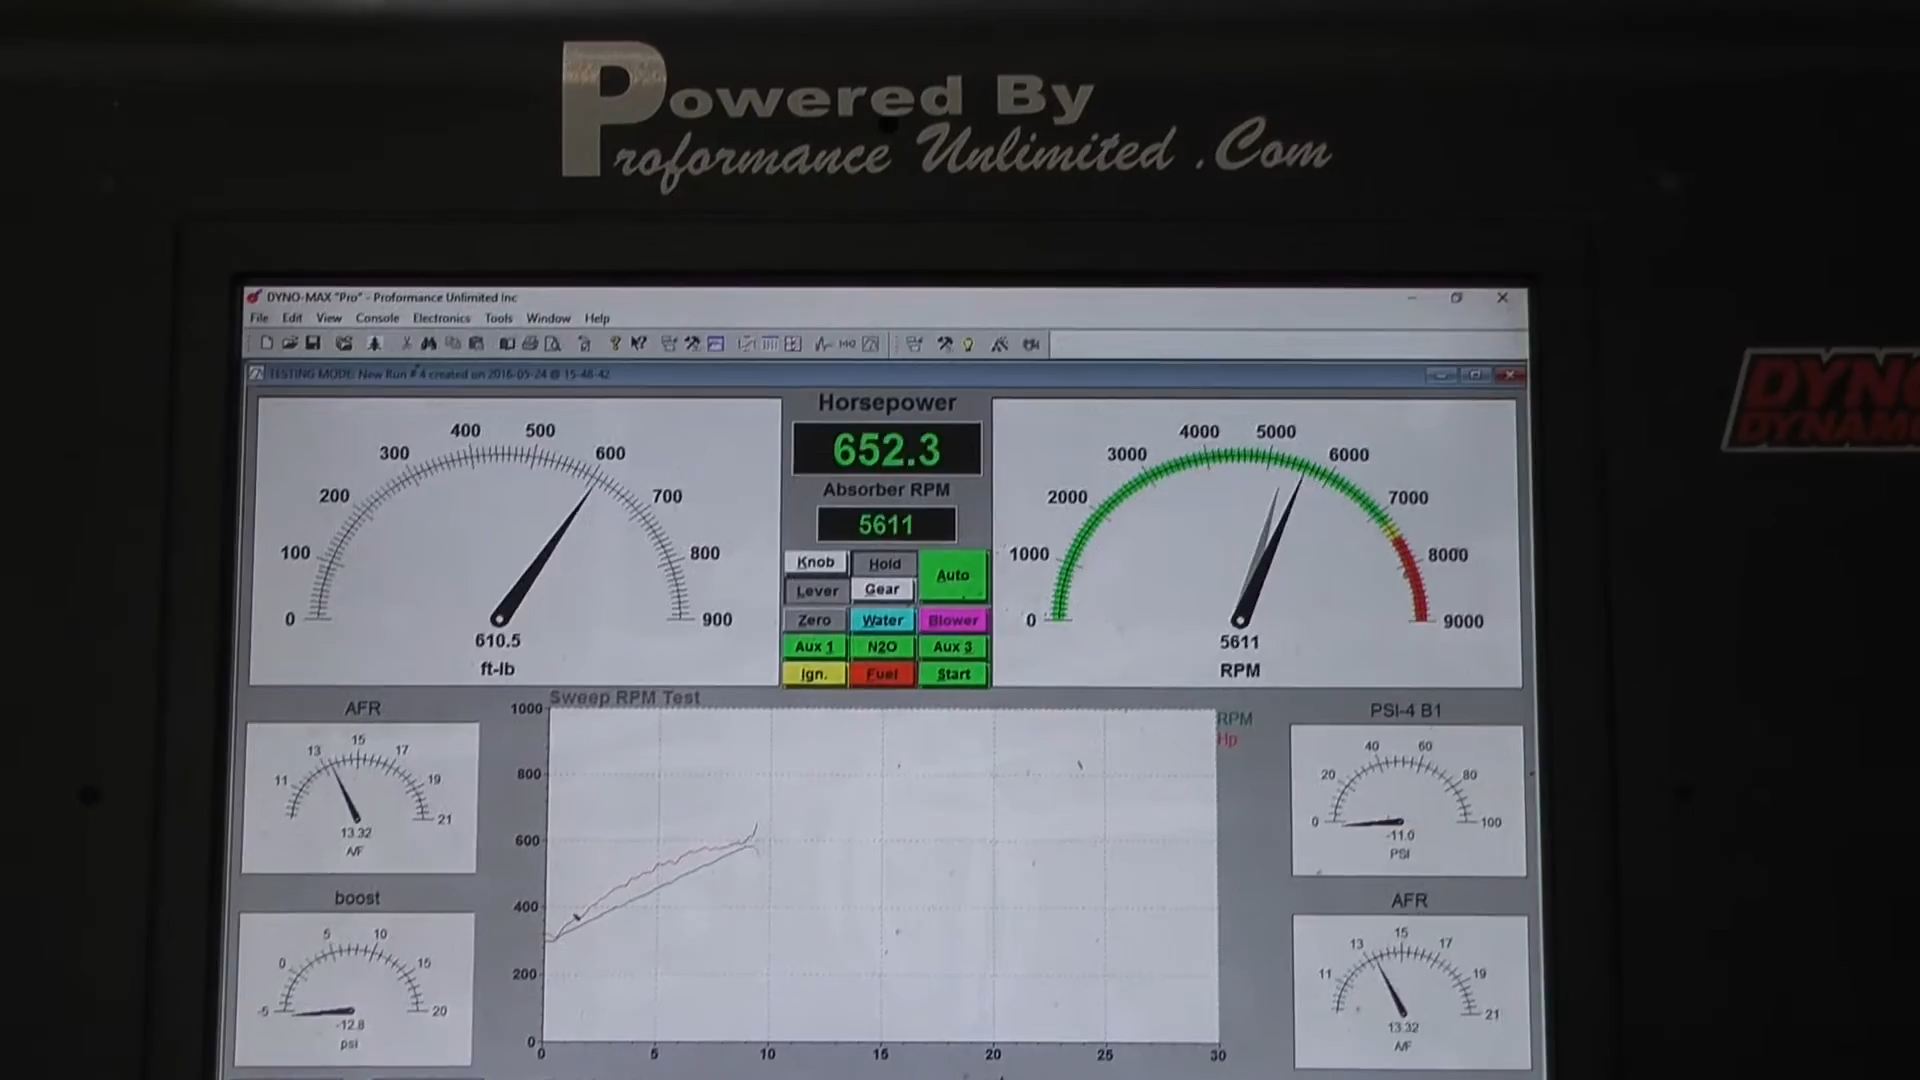 Powered By
Proformance Unlimited .Com
DYNO-MAX "Pro" - Proformance Unlimited Inc
File Edit View Console Electronics Tools Window Help
TESTING MODE: New Run # 4 created on 2016-05-24 @ 15-48-42
0 100 200 300 400 500 600 700 800 900
610.5
ft-lb
Horsepower
652.3
Absorber RPM
5611
Knob Hold Auto
Lever Gear
Zero Water Blower
Aux 1 N2O Aux 3
Ign. Fuel Start
0 1000 2000 3000 4000 5000 6000 7000 8000 9000
5611
RPM
DYNAM
AFR
11 13 15 17 19 21
13.32
A/F
boost
-5 0 5 10 15 20
-12.8
psi
Sweep RPM Test
1000
800
600
400
200
0
0 5 10 15 20 25 30
RPM
Hp
PSI-4 B1
0 20 40 60 80 100
-11.0
PSI
AFR
11 13 15 17 19 21
13.32
A/F